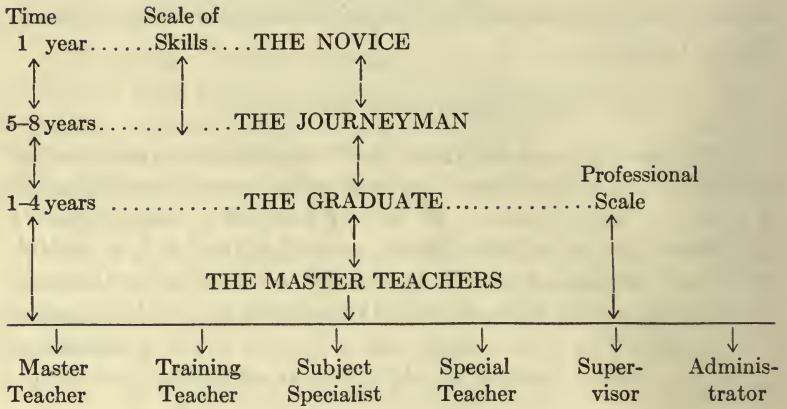 Time Scale of
1 year......Skills....THE NOVICE
5–8 years...... ...THE JOURNEYMAN
Professional
1–4 years ............THE GRADUATE...............Scale
THE MASTER TEACHERS
Master Training Subject Special Super- Adminis-
Teacher Teacher Specialist Teacher visor trator